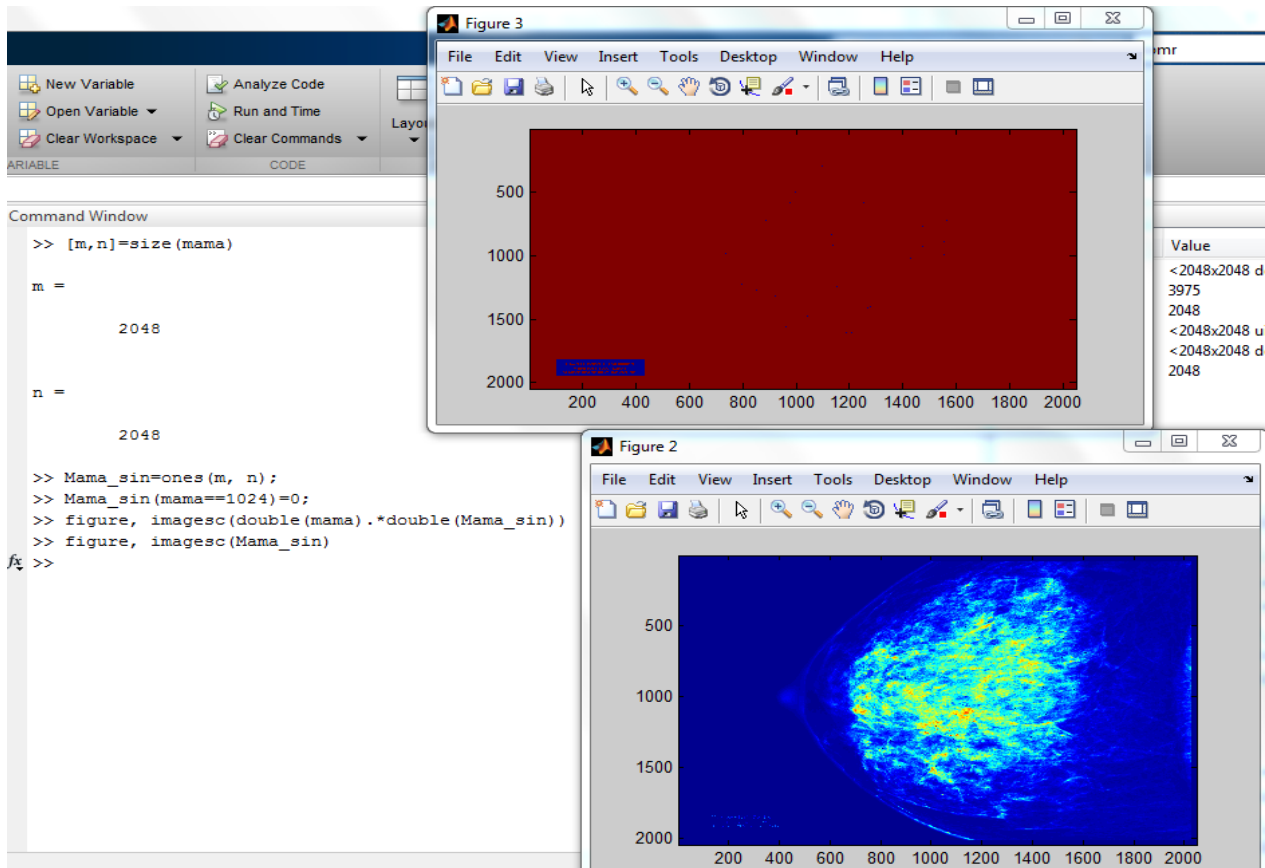 Figure 3
File Edit View Insert Tools Desktop Window Help
500
1000
1500
2000
200 400 600 800 1000 1200 1400 1600 1800 2000
New Variable
Open Variable
Clear Workspace
ARIABLE
Analyze Code
Run and Time
Clear Commands
CODE
Layou
omr
Command Window
>> [m,n]=size(mama)
m =
2048
n =
2048
>> Mama_sin=ones(m, n);
>> Mama_sin(mama==1024)=0;
>> figure, imagesc(double(mama).*double(Mama_sin))
>> figure, imagesc(Mama_sin)
fx >>
Value
<2048x2048 d
3975
2048
<2048x2048 u
<2048x2048 d
2048
Figure 2
File Edit View Insert Tools Desktop Window Help
500
1000
1500
2000
200 400 600 800 1000 1200 1400 1600 1800 2000